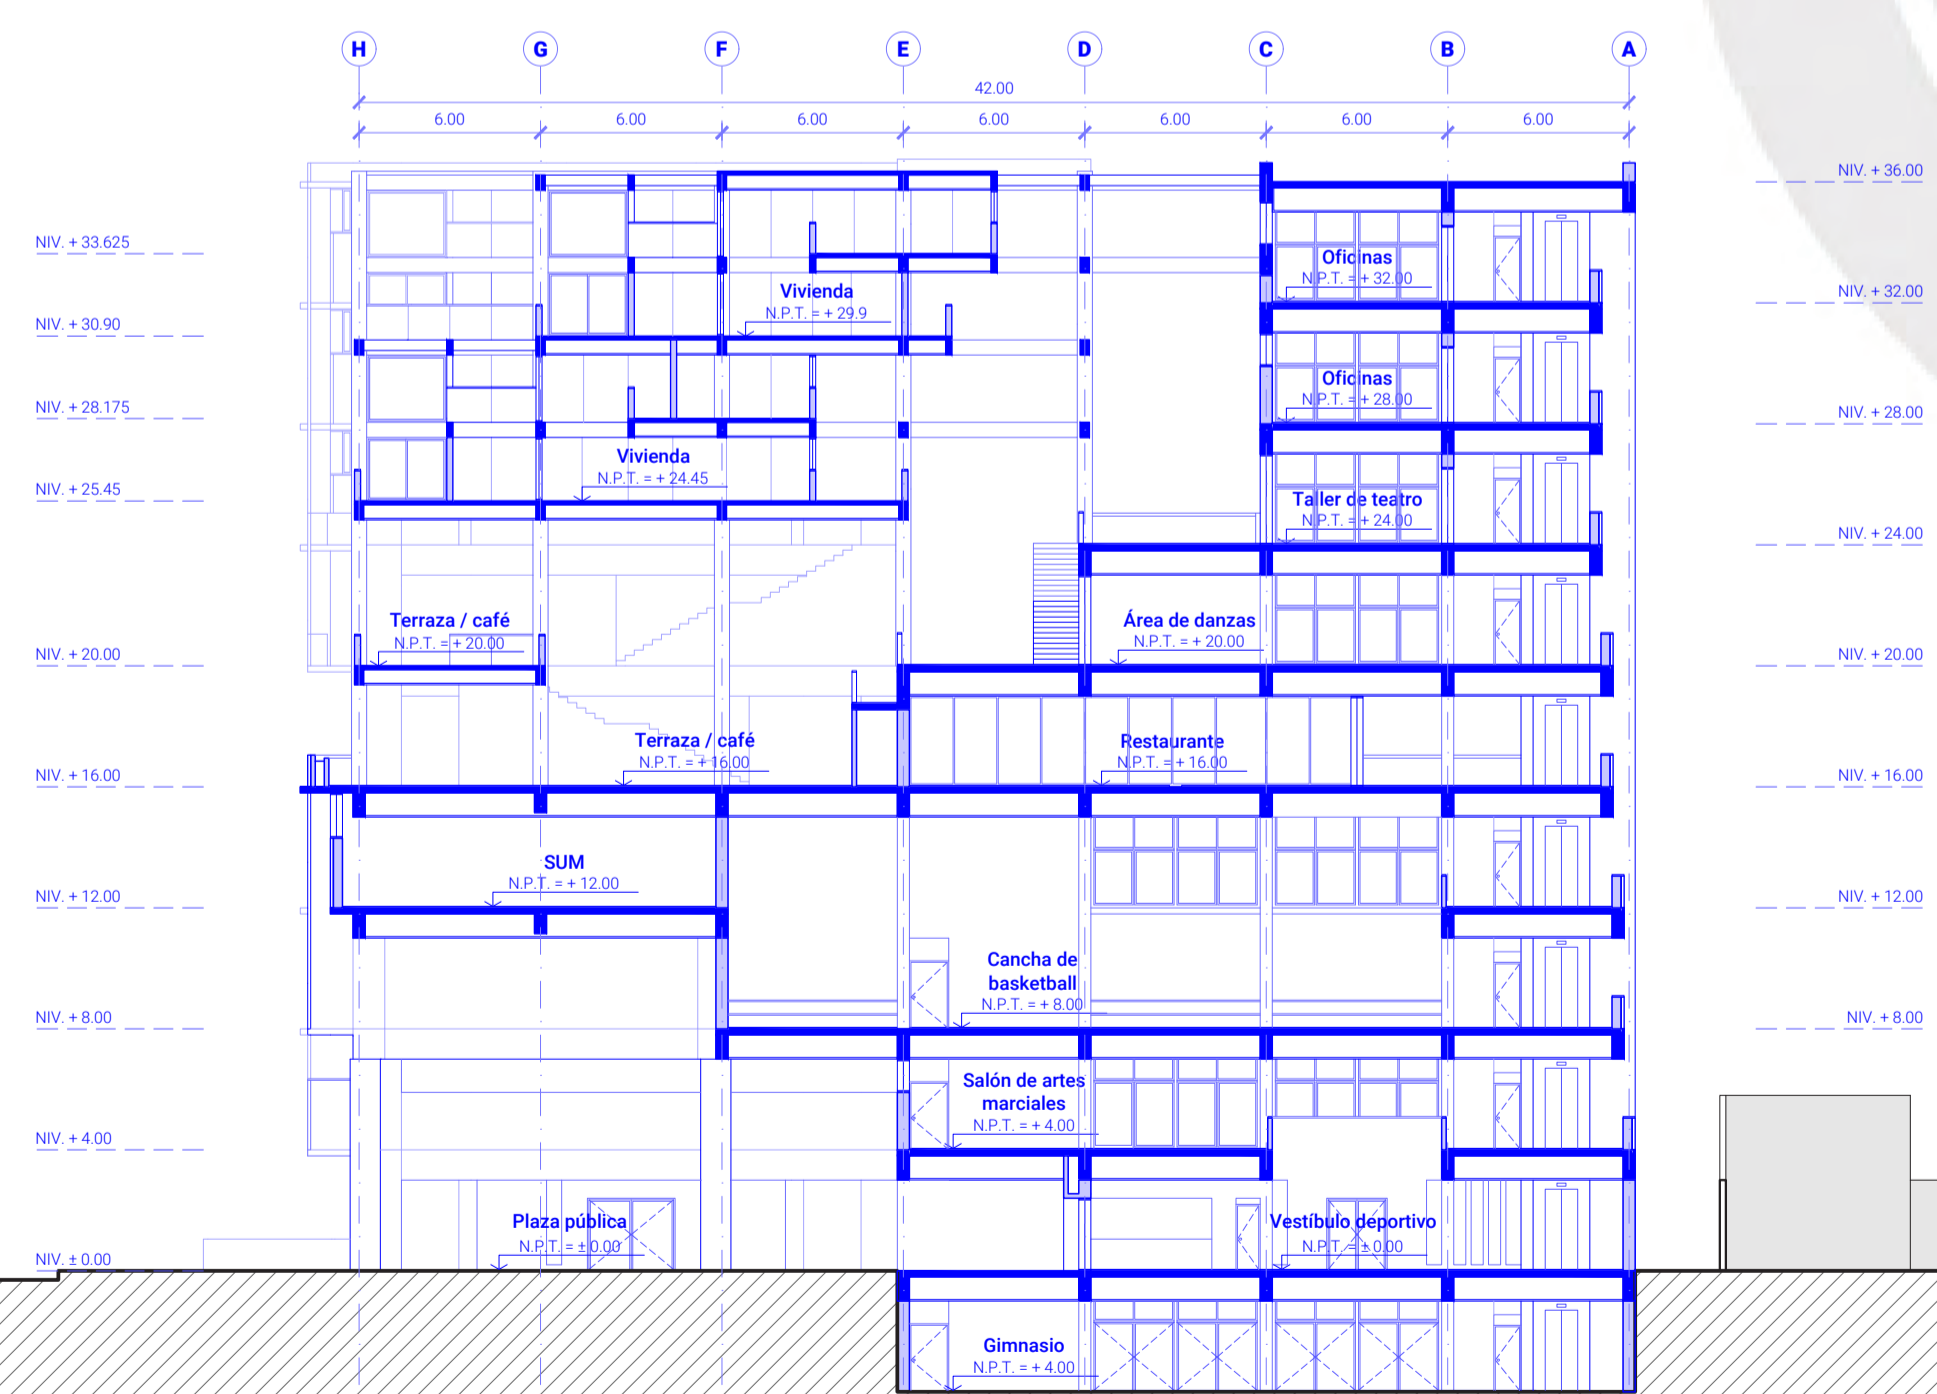 H G F E D C B A
42.00
6.00 6.00 6.00 6.00 6.00 6.00 6.00
NIV. + 36.00
NIV. + 33.625
Oficinas
N.P.T. = + 32.00
Vivienda
N.P.T. = + 29.9
NIV. + 32.00
NIV. + 30.90
Oficinas
N.P.T. = + 28.00
NIV. + 28.175
NIV. + 28.00
Vivienda
N.P.T. = + 24.45
NIV. + 25.45
Taller de teatro
N.P.T. = + 24.00
NIV. + 24.00
Terraza / café
N.P.T. = + 20.00
Área de danzas
N.P.T. = + 20.00
NIV. + 20.00
NIV. + 20.00
Terraza / café
N.P.T. = + 16.00
Restaurante
N.P.T. = + 16.00
NIV. + 16.00
NIV. + 16.00
SUM
N.P.T. = + 12.00
NIV. + 12.00
NIV. + 12.00
Cancha de
basketball
N.P.T. = + 8.00
NIV. + 8.00
NIV. + 8.00
Salón de artes
marciales
N.P.T. = + 4.00
NIV. + 4.00
Plaza pública
N.P.T. = ± 0.00
Vestíbulo deportivo
N.P.T. = ± 0.00
NIV. ± 0.00
Gimnasio
N.P.T. = + 4.00